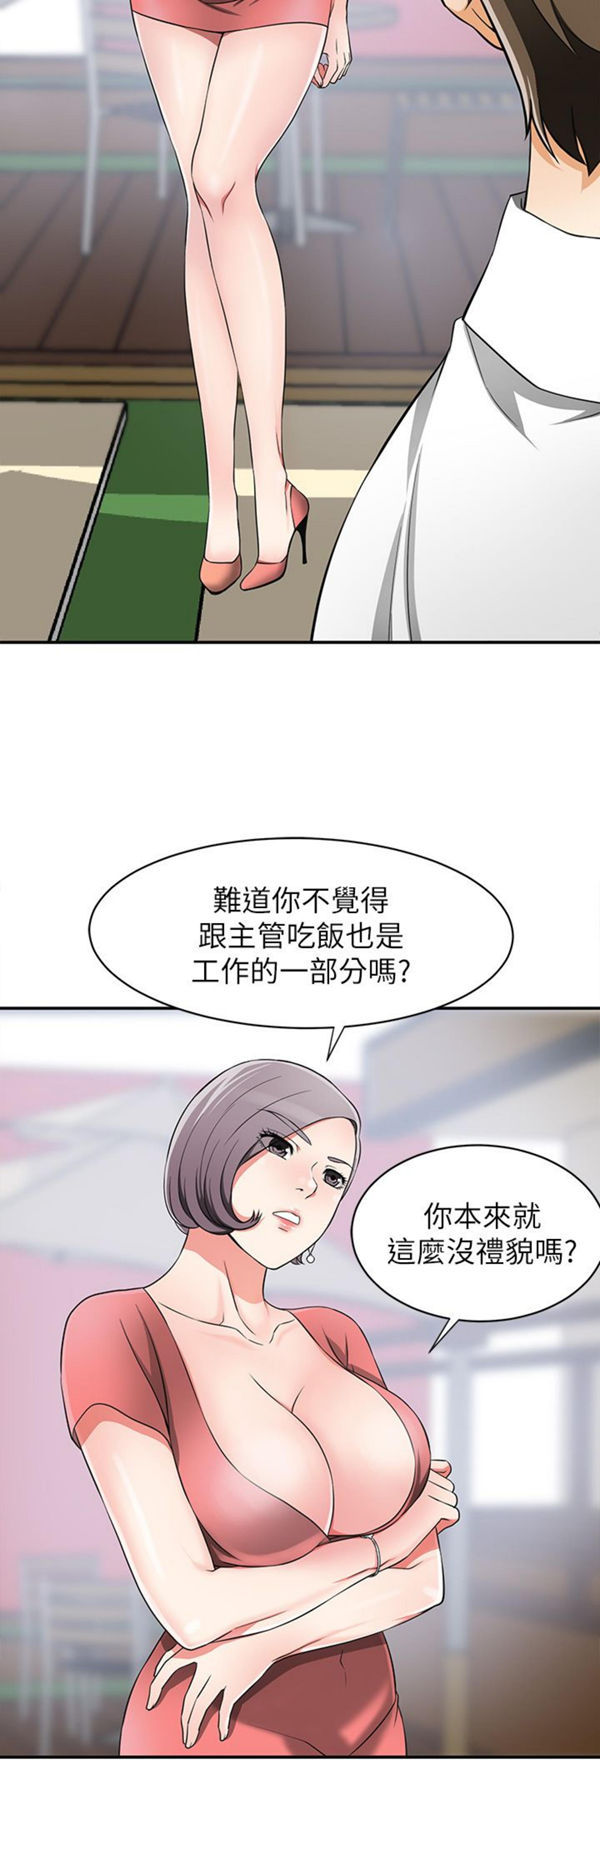 難道你不覺得
跟主管吃飯也是
工作的一部分嗎?
你本來就
這麼沒禮貌嗎?